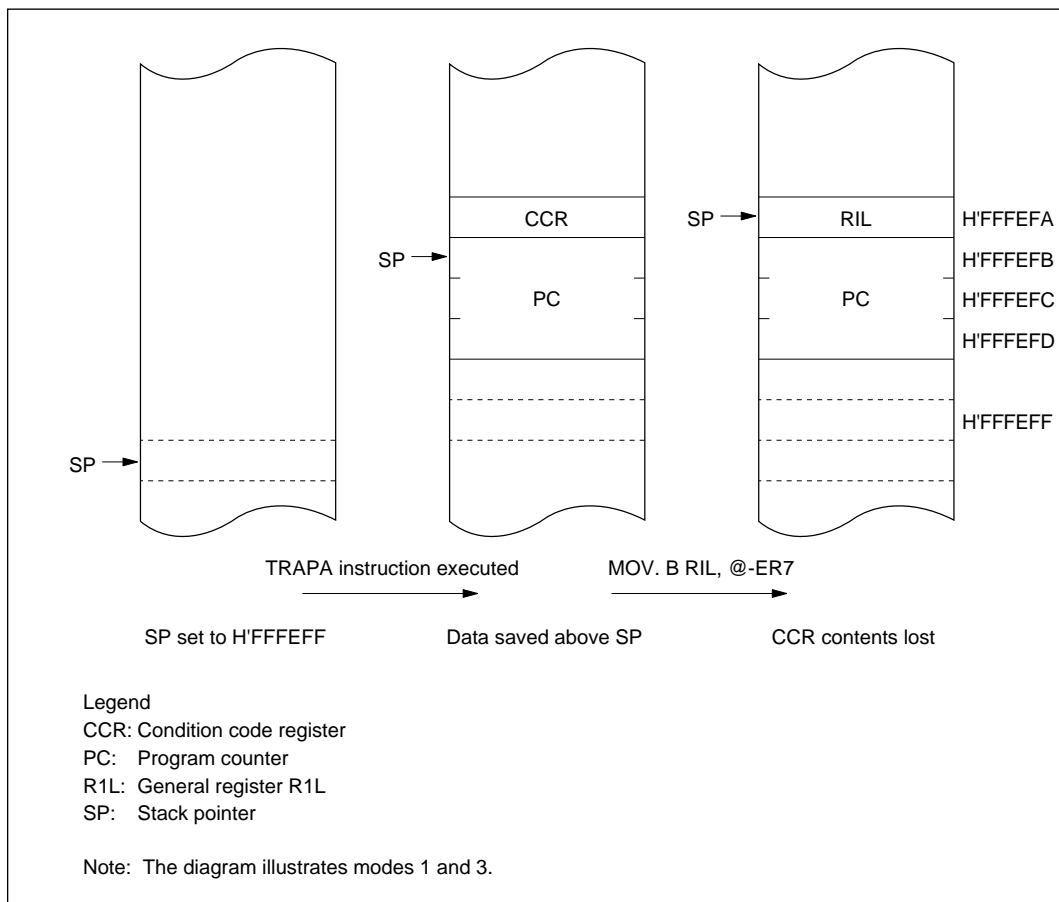 CCR
SP
RIL
H'FFFEFA
SP
H'FFFEFB
PC
PC
H'FFFEFC
H'FFFEFD
H'FFFEFF
SP
TRAPA instruction executed
MOV. B RIL, @-ER7
SP set to H'FFFEFF
Data saved above SP
CCR contents lost
Legend
CCR: Condition code register
PC: Program counter
R1L: General register R1L
SP: Stack pointer
Note: The diagram illustrates modes 1 and 3.